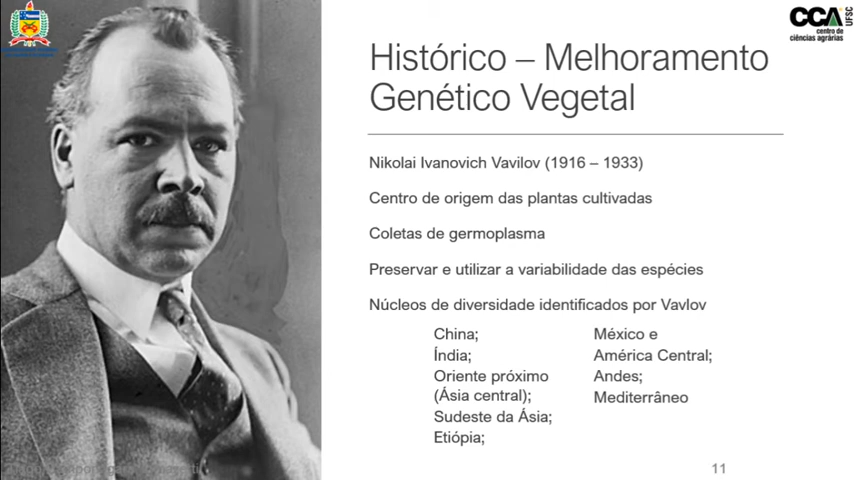 CCA
UFSC
centro de
ciências agrárias
Histórico – Melhoramento
Genético Vegetal
Nikolai Ivanovich Vavilov (1916 – 1933)
Centro de origem das plantas cultivadas
Coletas de germoplasma
Preservar e utilizar a variabilidade das espécies
Núcleos de diversidade identificados por Vavlov
China;
Índia;
Oriente próximo
(Ásia central);
Sudeste da Ásia;
Etiópia;
México e
América Central;
Andes;
Mediterrâneo
11